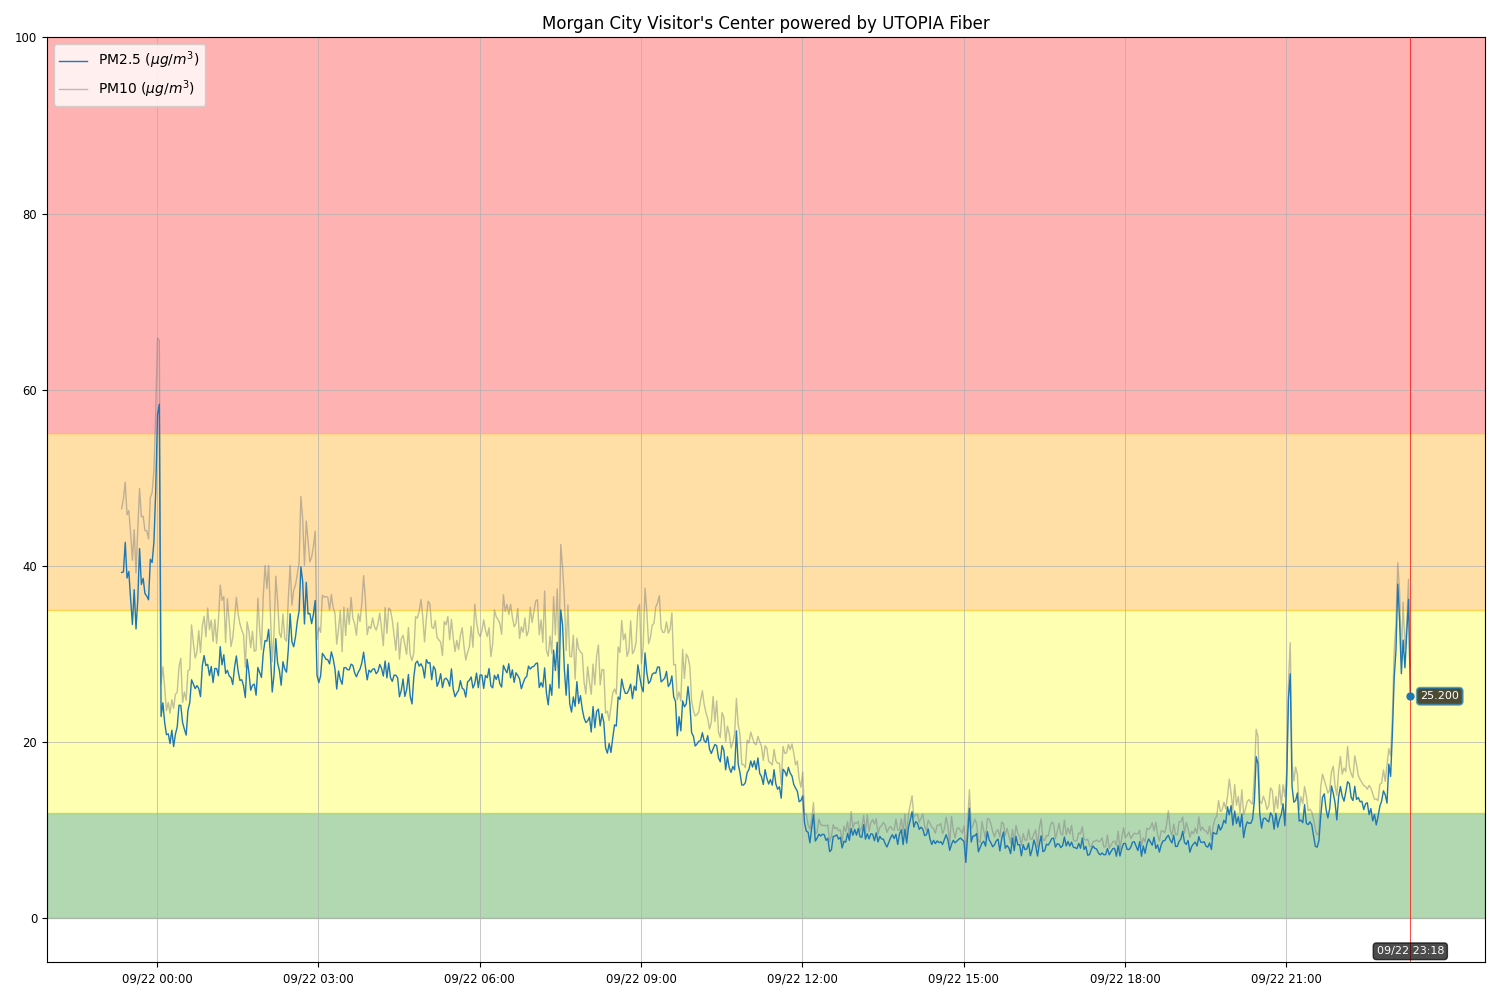 Morgan City Visitor's Center powered by UTOPIA Fiber
100
PM2.5 (μg/m³)
PM10 (μg/m³)
80
60
40
20
0
25.200
09/22 23:18
09/22 00:00 09/22 03:00 09/22 06:00 09/22 09:00 09/22 12:00 09/22 15:00 09/22 18:00 09/22 21:00